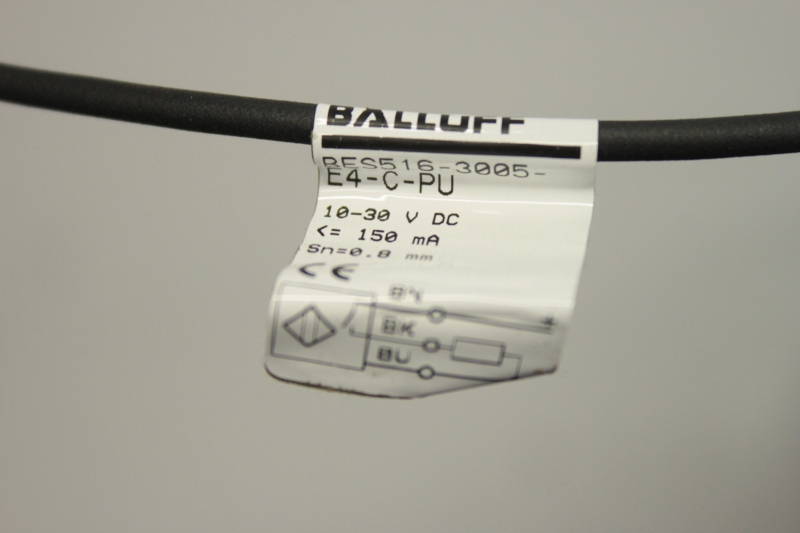 BALLUFF
BES516-3005-
E4-C-PU
10-30 V DC
<= 150 mA
Sn=0.8 mm
CE
BN
BK
BU
+